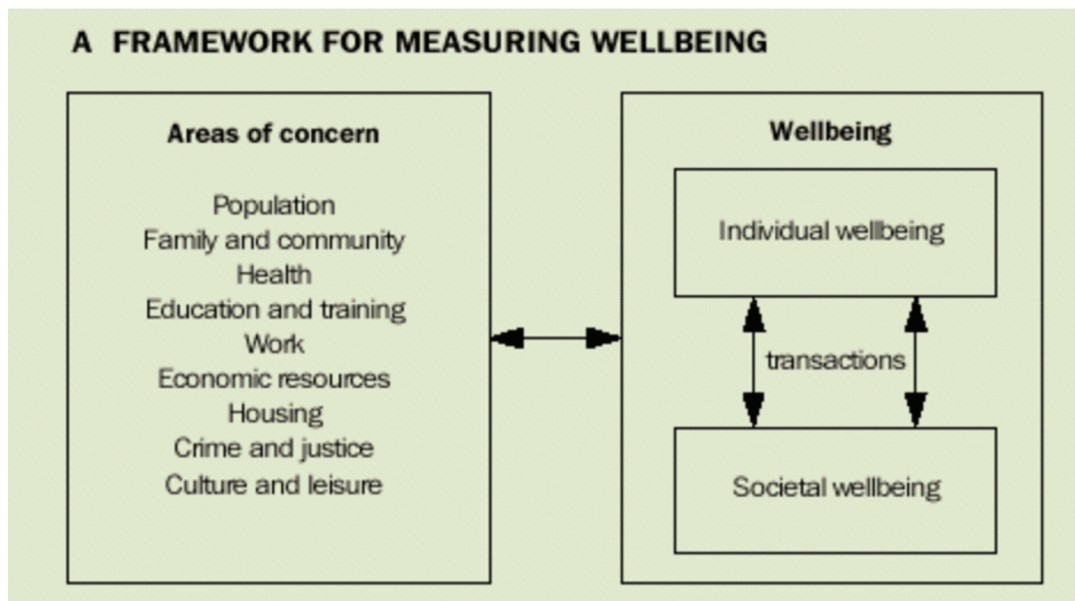 A FRAMEWORK FOR MEASURING WELLBEING
Areas of concern
Population
Family and community
Health
Education and training
Work
Economic resources
Housing
Crime and justice
Culture and leisure
Wellbeing
Individual wellbeing
transactions
Societal wellbeing